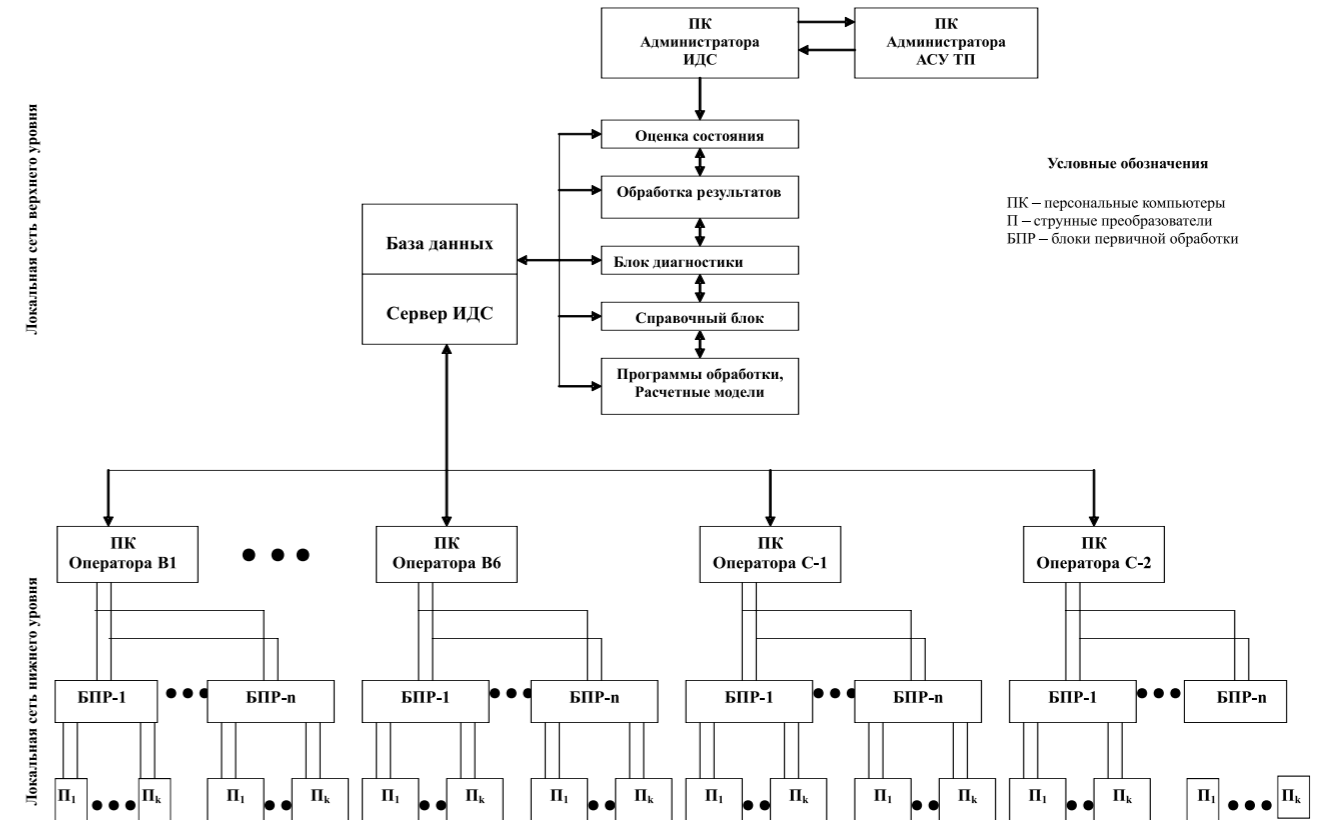 ПК
Администратора
ИДС
ПК
Администратора
АСУ ТП
Локальная сеть верхнего уровня
Оценка состояния
Обработка результатов
Блок диагностики
Справочный блок
Программы обработки,
Расчетные модели
База данных
Сервер ИДС
Условные обозначения
ПК – персональные компьютеры
П – струнные преобразователи
БПР – блоки первичной обработки
Локальная сеть нижнего уровня
ПК
Оператора В1
ПК
Оператора В6
ПК
Оператора С-1
ПК
Оператора С-2
БПР-1
БПР-n
БПР-1
БПР-n
БПР-1
БПР-n
БПР-1
БПР-n
П₁
Пₖ
П₁
Пₖ
П₁
Пₖ
П₁
Пₖ
П₁
Пₖ
П₁
Пₖ
П₁
Пₖ
П₁
Пₖ